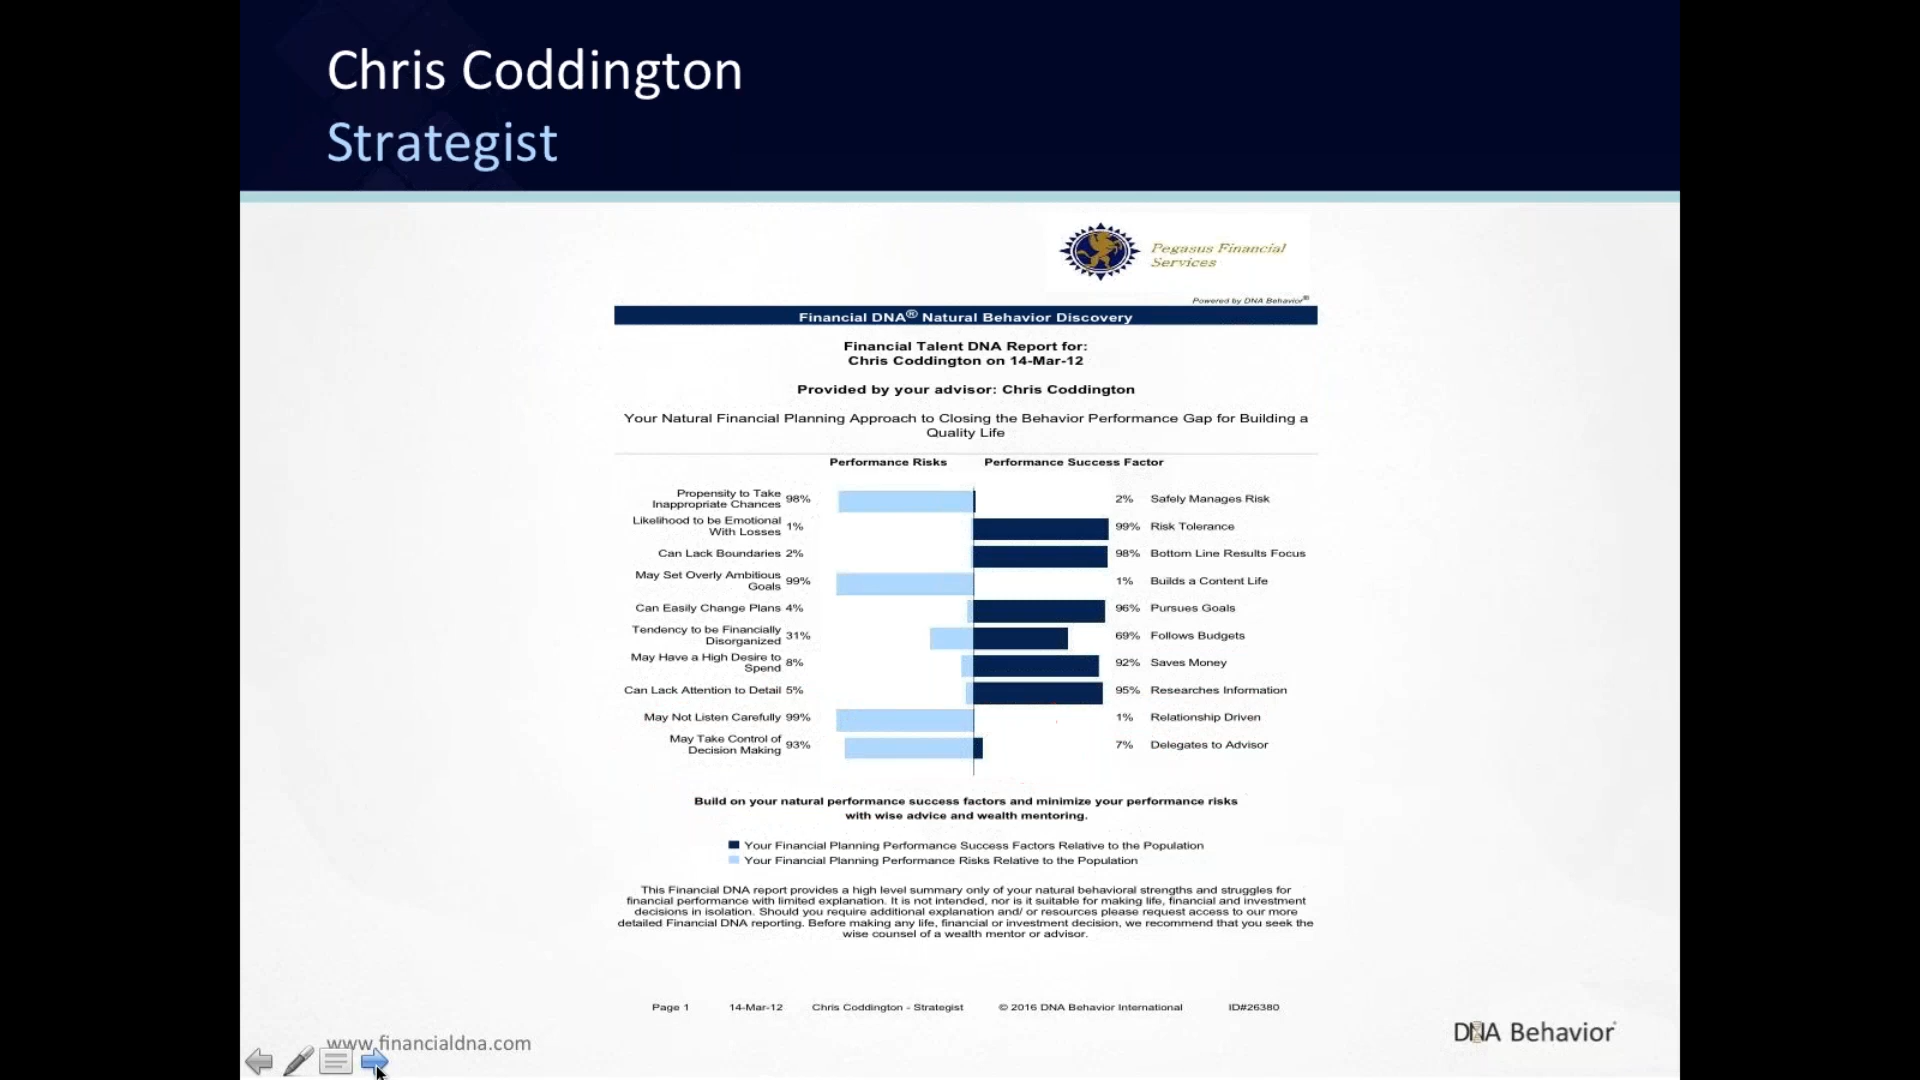 Chris Coddington
Strategist
Pegasus Financial
Services
Powered by DNA Behavior®
Financial DNA® Natural Behavior Discovery
Financial Talent DNA Report for:
Chris Coddington on 14-Mar-12
Provided by your advisor: Chris Coddington
Your Natural Financial Planning Approach to Closing the Behavior Performance Gap for Building a
Quality Life
Performance Risks Performance Success Factor
Propensity to Take
Inappropriate Chances 98% 2% Safely Manages Risk
Likelihood to be Emotional
With Losses 1% 99% Risk Tolerance
Can Lack Boundaries 2% 98% Bottom Line Results Focus
May Set Overly Ambitious
Goals 99% 1% Builds a Content Life
Can Easily Change Plans 4% 96% Pursues Goals
Tendency to be Financially
Disorganized 31% 69% Follows Budgets
May Have a High Desire to
Spend 8% 92% Saves Money
Can Lack Attention to Detail 5% 95% Researches Information
May Not Listen Carefully 99% 1% Relationship Driven
May Take Control of
Decision Making 93% 7% Delegates to Advisor
Build on your natural performance success factors and minimize your performance risks
with wise advice and wealth mentoring.
Your Financial Planning Performance Success Factors Relative to the Population
Your Financial Planning Performance Risks Relative to the Population
This Financial DNA report provides a high level summary only of your natural behavioral strengths and struggles for
financial performance with limited explanation. It is not intended, nor is it suitable for making life, financial and investment
decisions in isolation. Should you require additional explanation and/ or resources please request access to our more
detailed Financial DNA reporting. Before making any life, financial or investment decision, we recommend that you seek the
wise counsel of a wealth mentor or advisor.
Page 1 14-Mar-12 Chris Coddington - Strategist © 2016 DNA Behavior International ID#26380
www.financialdna.com
DNA Behavior